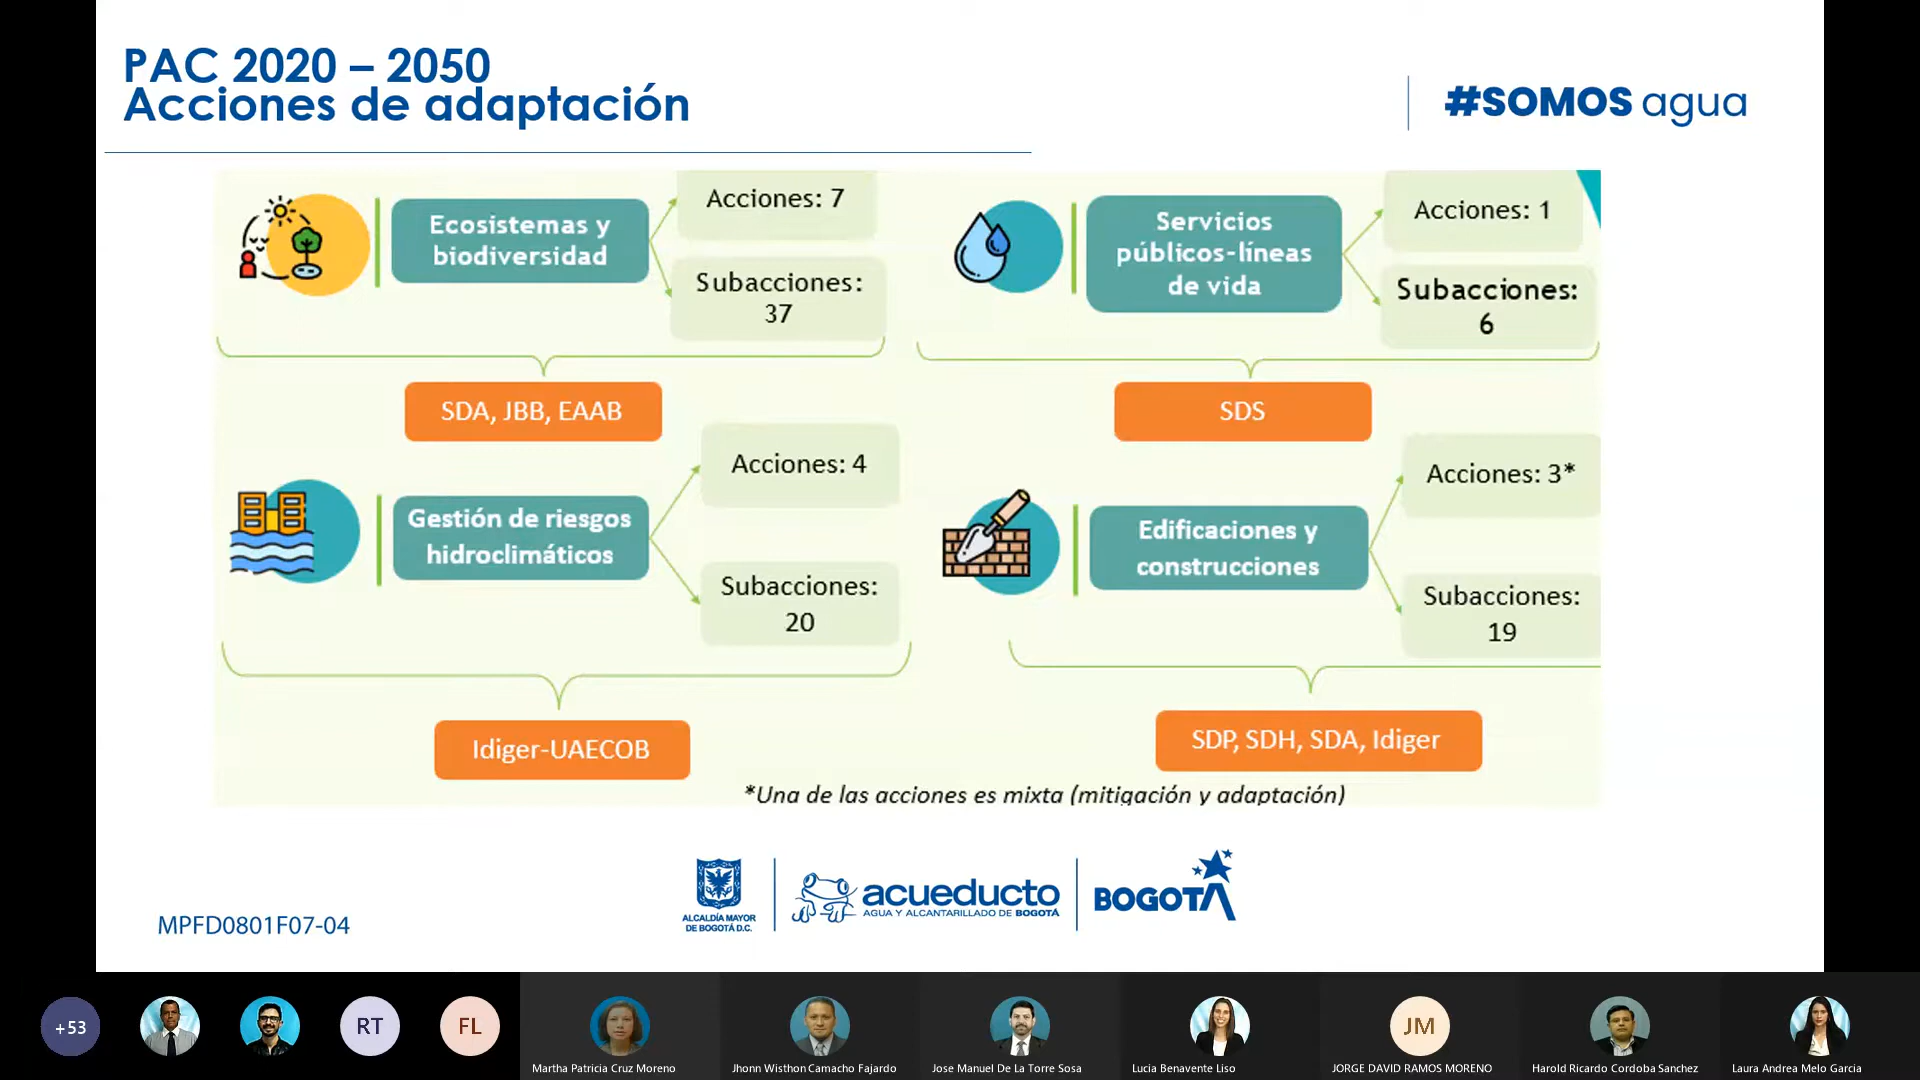 PAC 2020 – 2050
Acciones de adaptación
#SOMOS agua
Ecosistemas y
biodiversidad
Acciones: 7
Subacciones:
37
SDA, JBB, EAAB
Servicios
públicos-líneas
de vida
Acciones: 1
Subacciones:
6
SDS
Gestión de riesgos
hidroclimáticos
Acciones: 4
Subacciones:
20
Idiger-UAECOB
Edificaciones y
construcciones
Acciones: 3*
Subacciones:
19
SDP, SDH, SDA, Idiger
*Una de las acciones es mixta (mitigación y adaptación)
MPFD0801F07-04
ALCALDÍA MAYOR
DE BOGOTÁ D.C.
acueducto
AGUA Y ALCANTARILLADO DE BOGOTÁ
BOGOTÁ
+53
RT
FL
Martha Patricia Cruz Moreno
Jhonn Wisthon Camacho Fajardo
Jose Manuel De La Torre Sosa
Lucia Benavente Liso
JM
JORGE DAVID RAMOS MORENO
Harold Ricardo Cordoba Sanchez
Laura Andrea Melo Garcia